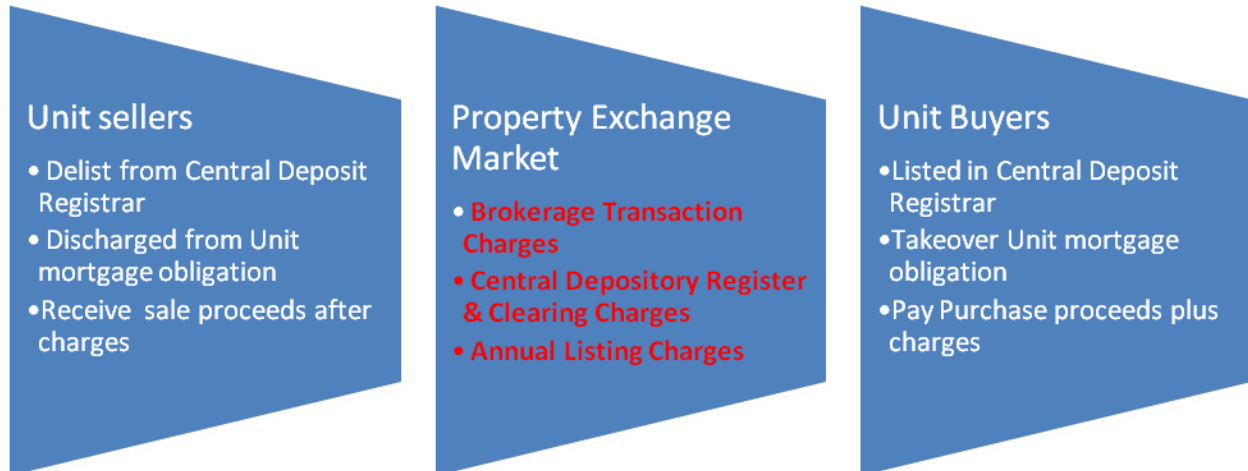 Unit sellers
• Delist from Central Deposit
Registrar
• Discharged from Unit
mortgage obligation
•Receive sale proceeds after
charges
Property Exchange
Market
• Brokerage Transaction
Charges
• Central Depository Register
& Clearing Charges
• Annual Listing Charges
Unit Buyers
•Listed in Central Deposit
Registrar
•Takeover Unit mortgage
obligation
•Pay Purchase proceeds plus
charges